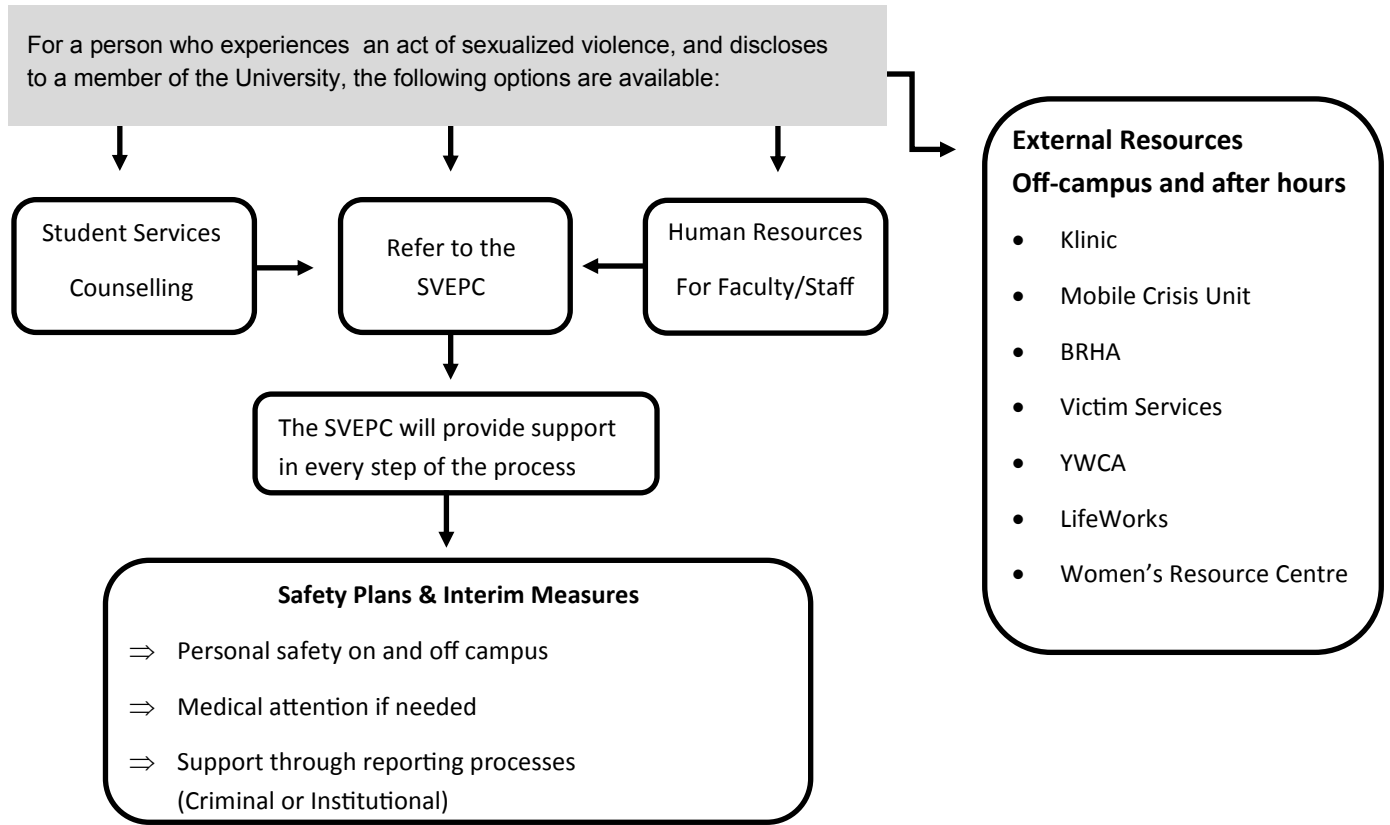 For a person who experiences an act of sexualized violence, and discloses
to a member of the University, the following options are available:
Student Services
Counselling
Refer to the
SVEPC
Human Resources
For Faculty/Staff
The SVEPC will provide support
in every step of the process
Safety Plans & Interim Measures
⇒ Personal safety on and off campus
⇒ Medical attention if needed
⇒ Support through reporting processes
(Criminal or Institutional)
External Resources
Off-campus and after hours
• Klinic
• Mobile Crisis Unit
• BRHA
• Victim Services
• YWCA
• LifeWorks
• Women’s Resource Centre